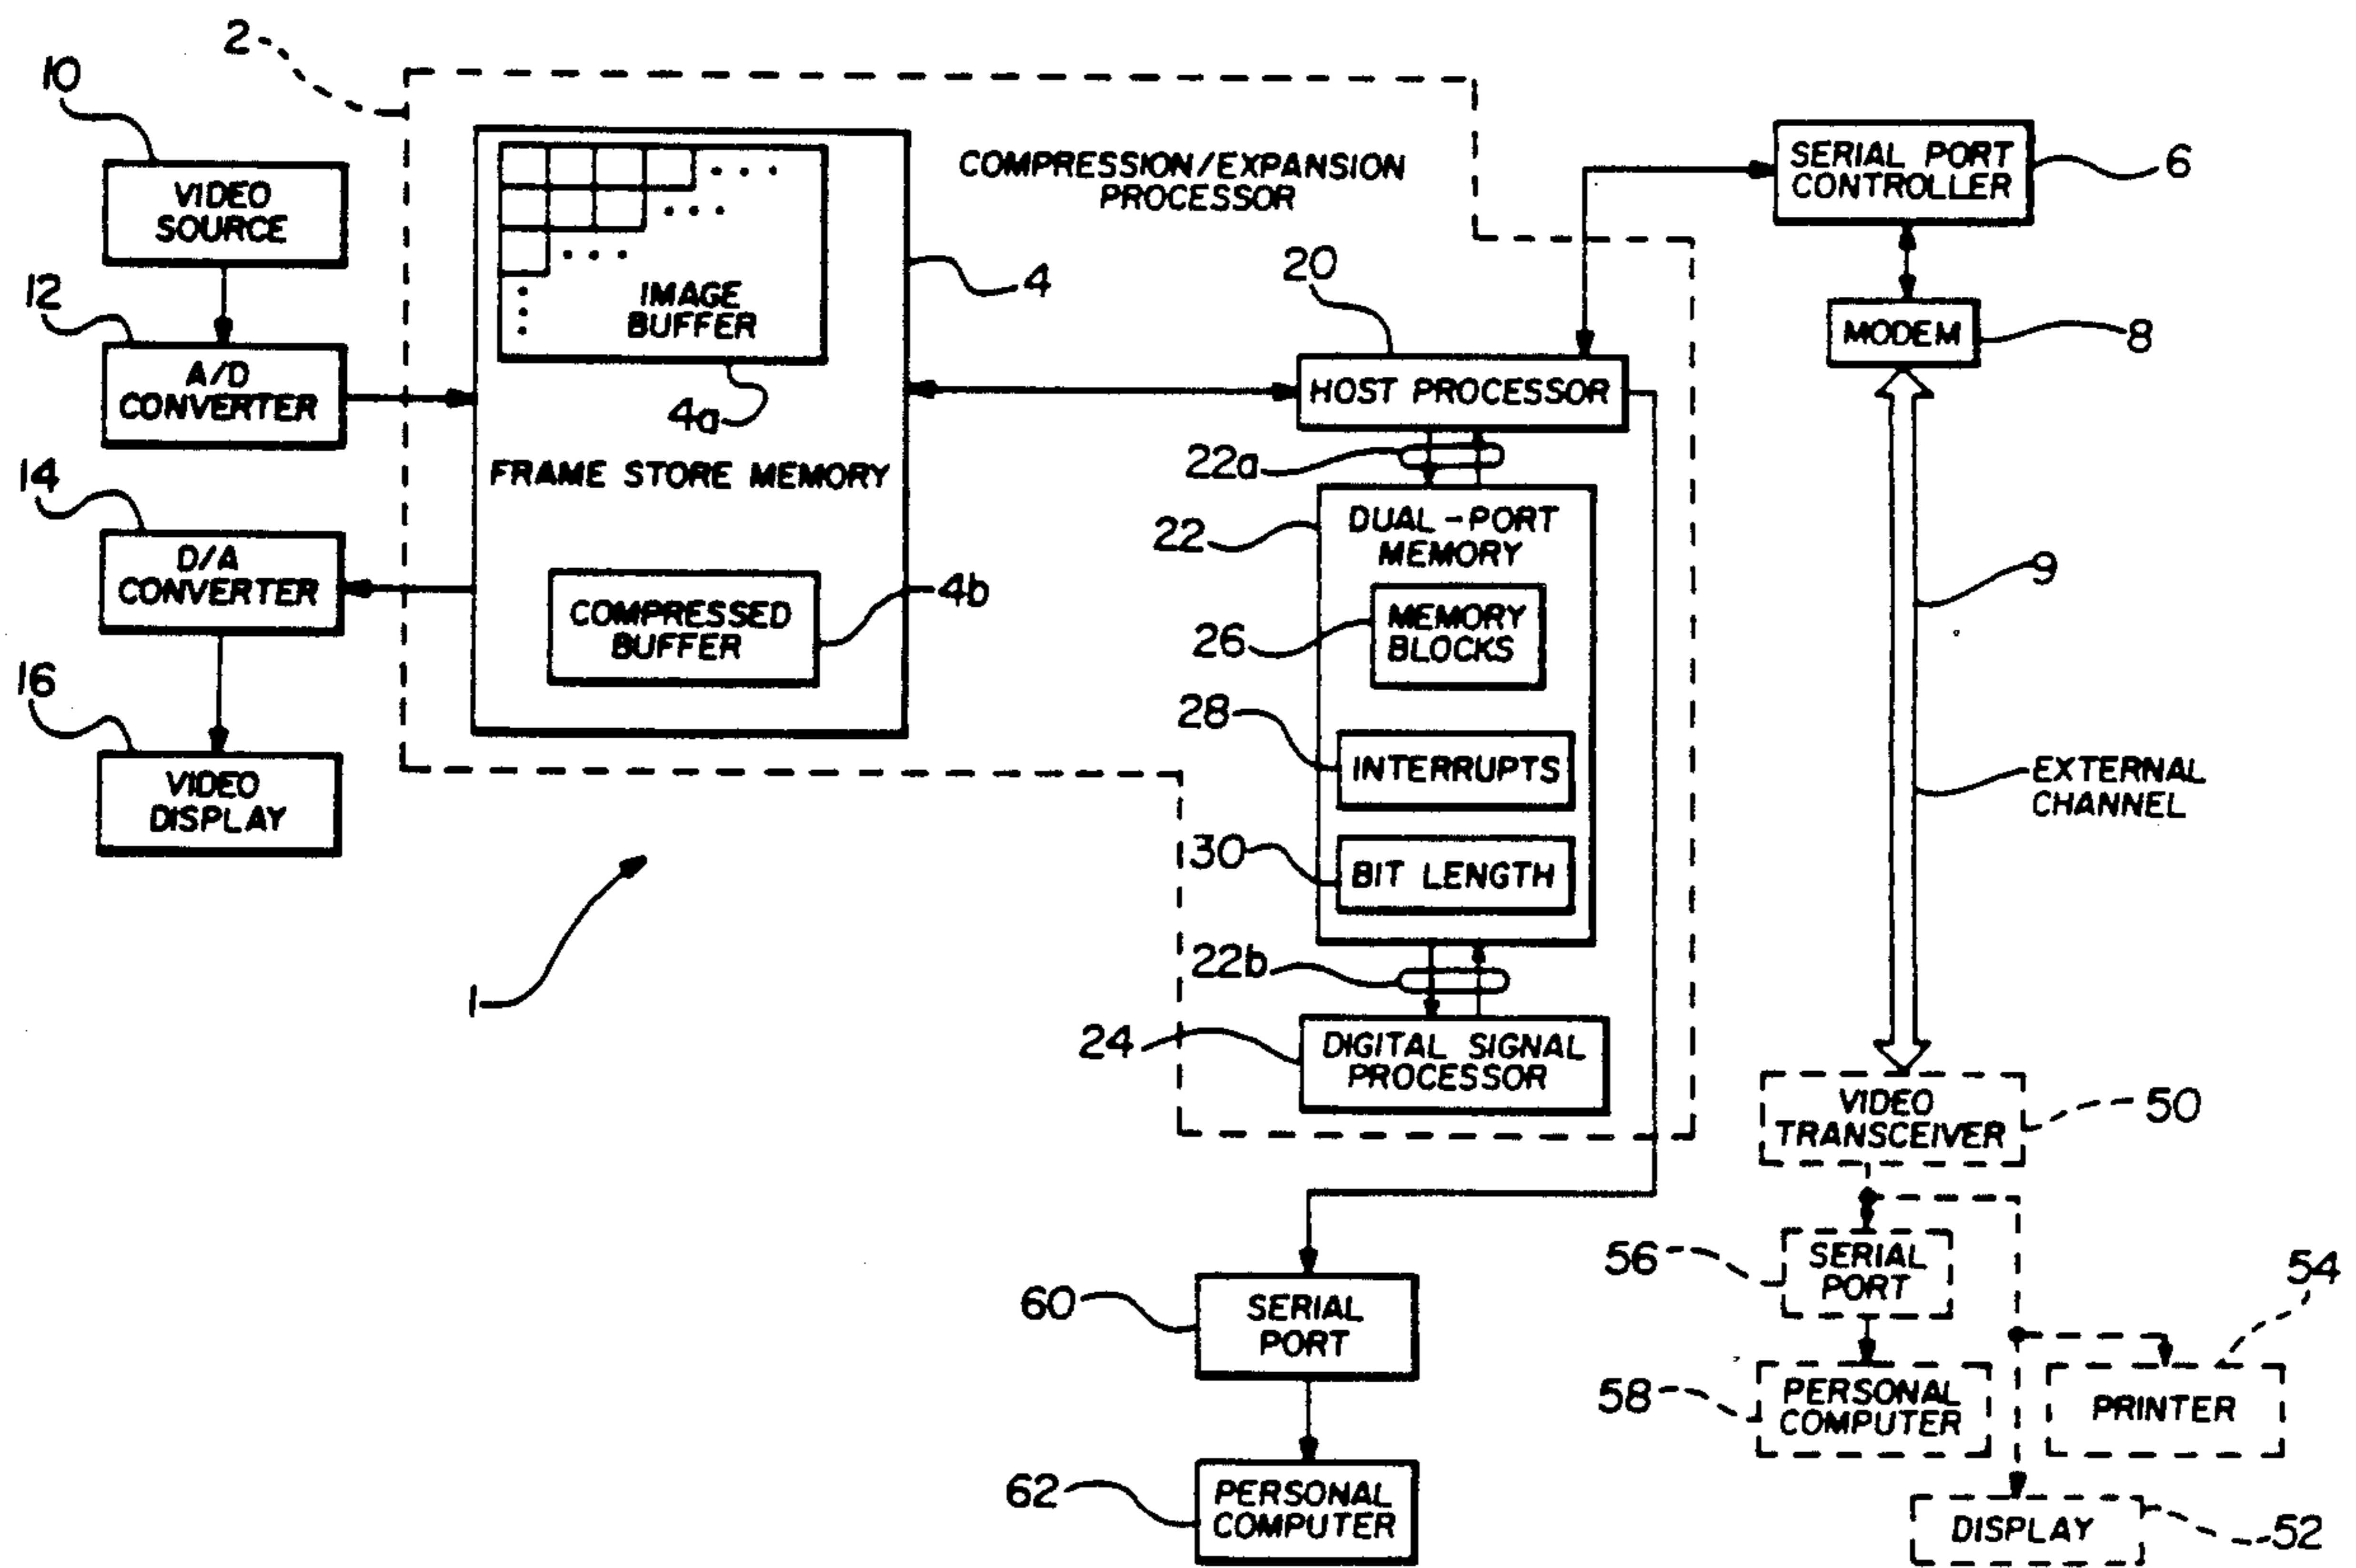 2
10
VIDEO
SOURCE
12
A/D
CONVERTER
14
D/A
CONVERTER
16
VIDEO
DISPLAY
IMAGE
BUFFER
4a
4
FRAME STORE MEMORY
COMPRESSED
BUFFER
4b
COMPRESSION/EXPANSION
PROCESSOR
20
HOST PROCESSOR
22a
22
DUAL-PORT
MEMORY
26
MEMORY
BLOCKS
28
INTERRUPTS
30
BIT LENGTH
22b
24
DIGITAL SIGNAL
PROCESSOR
1
SERIAL PORT
CONTROLLER
6
MODEM
8
9
EXTERNAL
CHANNEL
VIDEO
TRANSCEIVER
50
56
SERIAL
PORT
54
58
PERSONAL
COMPUTER
PRINTER
DISPLAY
52
60
SERIAL
PORT
62
PERSONAL
COMPUTER